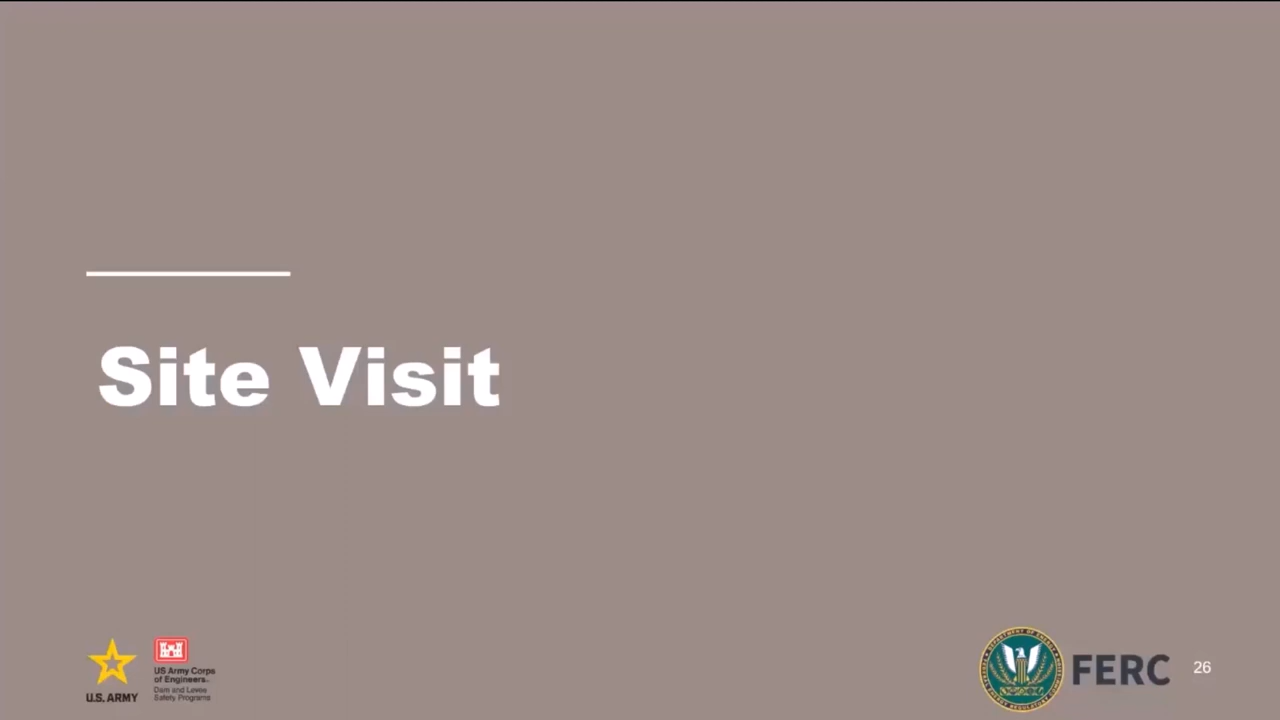 Site Visit
U.S. ARMY
US Army Corps
of Engineers
Dam and Levee
Safety Programs
FERC
26